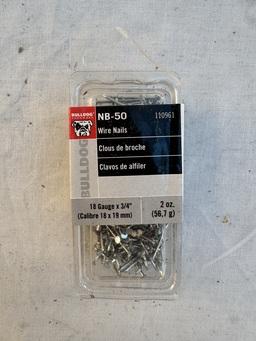 BULLDOG
NB-50 110961
Wire Nails
Clous de broche
Clavos de alfiler
BULLDOG
18 Gauge x 3/4" 2 oz.
(Calibre 18 x 19 mm) (56,7 g)